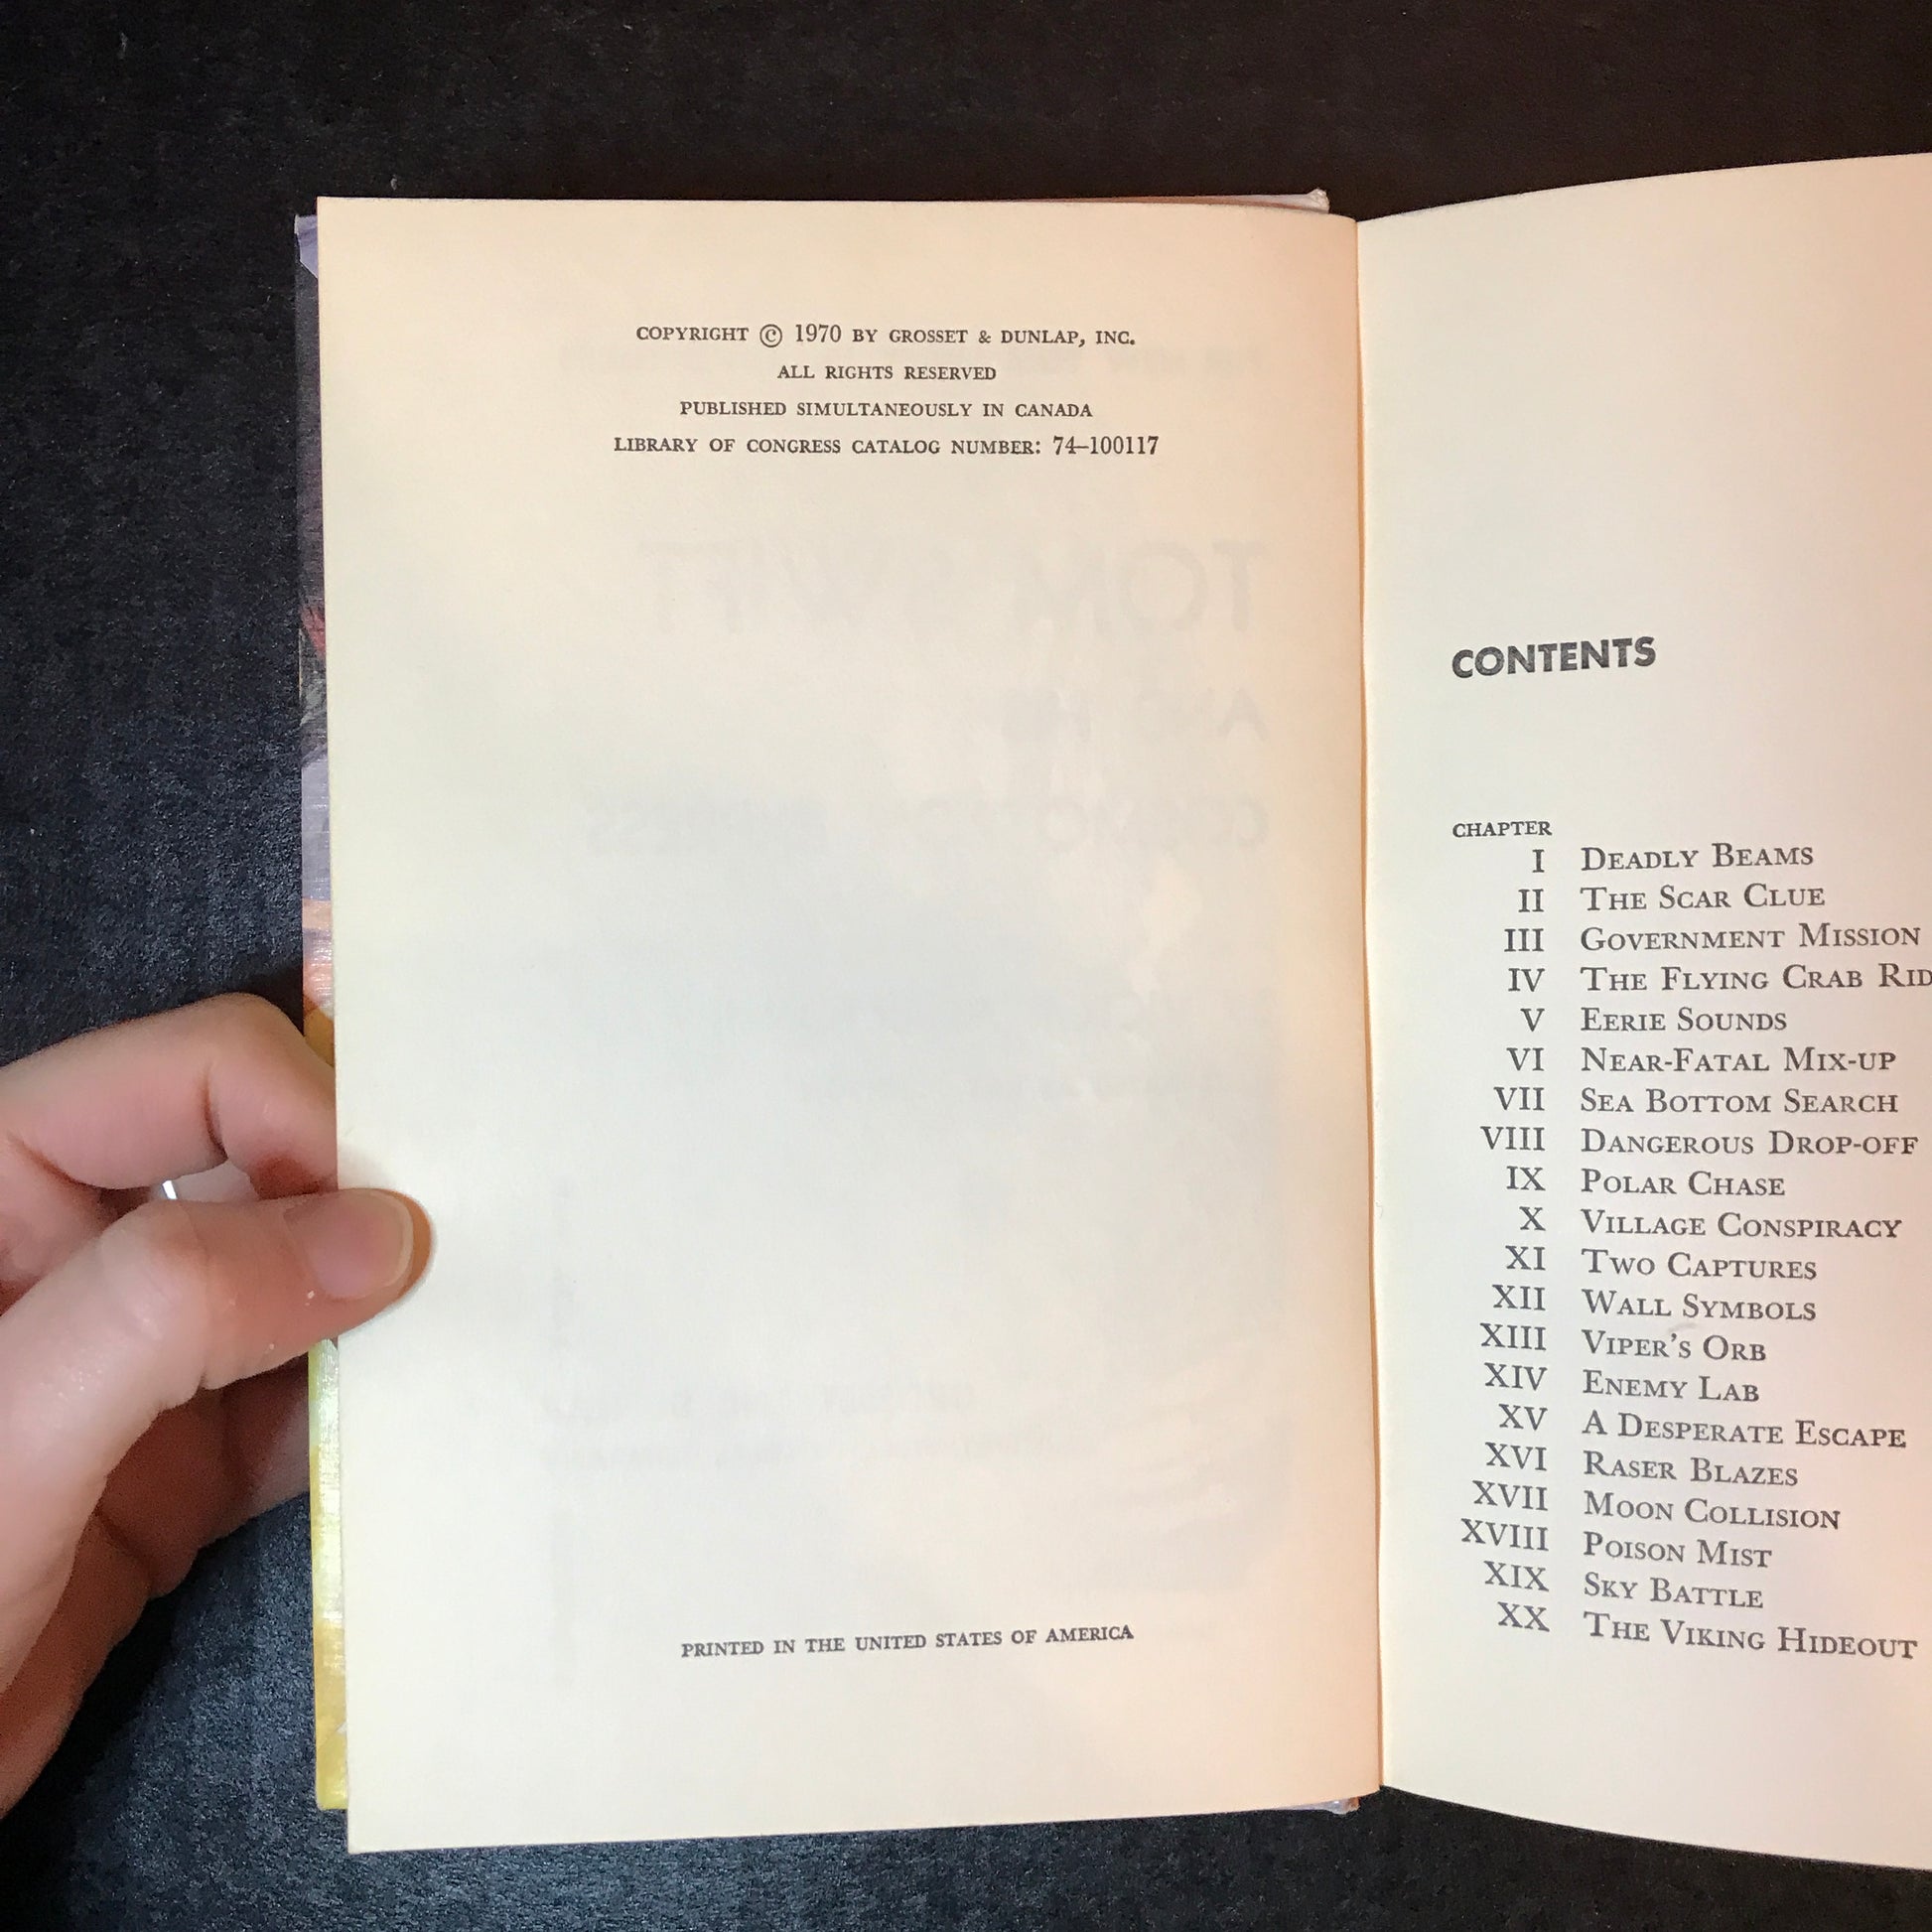 COPYRIGHT © 1970 BY GROSSET & DUNLAP, INC.
ALL RIGHTS RESERVED
PUBLISHED SIMULTANEOUSLY IN CANADA
LIBRARY OF CONGRESS CATALOG NUMBER: 74–100117
PRINTED IN THE UNITED STATES OF AMERICA
CONTENTS
CHAPTER
I DEADLY BEAMS
II THE SCAR CLUE
III GOVERNMENT MISSION
IV THE FLYING CRAB RID
V EERIE SOUNDS
VI NEAR-FATAL MIX-UP
VII SEA BOTTOM SEARCH
VIII DANGEROUS DROP-OFF
IX POLAR CHASE
X VILLAGE CONSPIRACY
XI TWO CAPTURES
XII WALL SYMBOLS
XIII VIPER'S ORB
XIV ENEMY LAB
XV A DESPERATE ESCAPE
XVI RASER BLAZES
XVII MOON COLLISION
XVIII POISON MIST
XIX SKY BATTLE
XX THE VIKING HIDEOUT